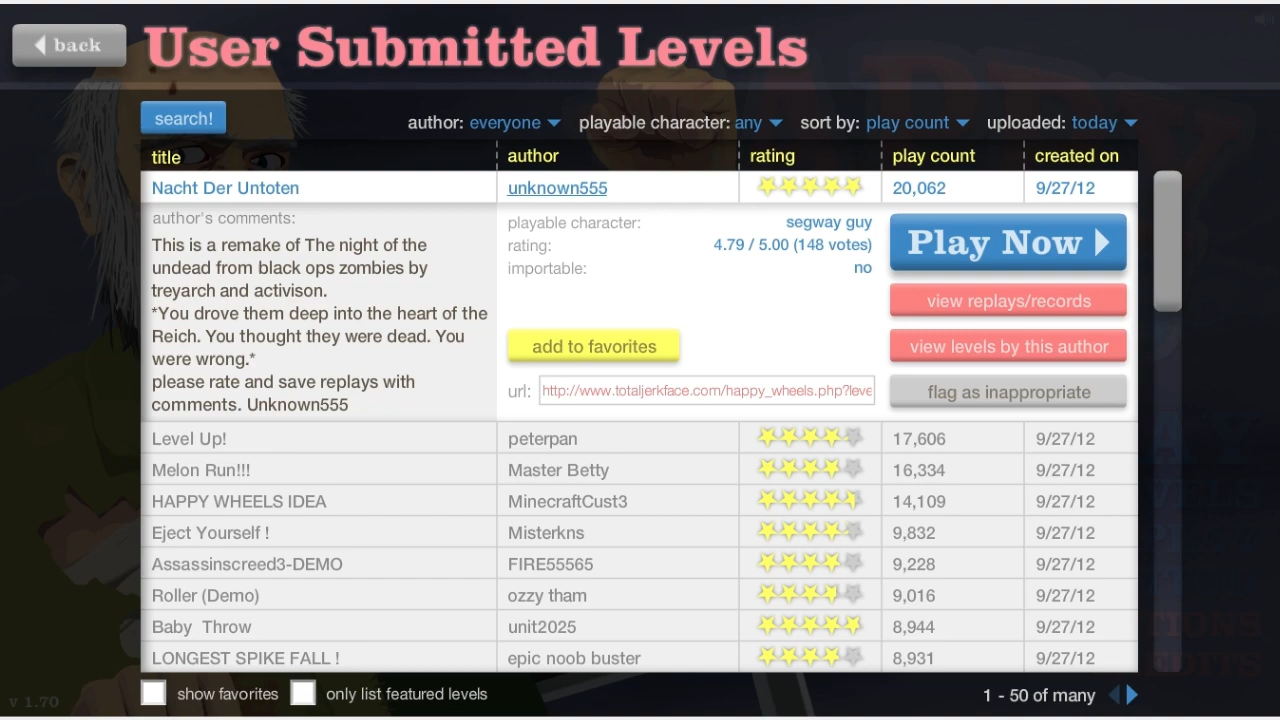 back
User Submitted Levels
search!
author: everyone playable character: any sort by: play count uploaded: today
title author rating play count created on
Nacht Der Untoten unknown555 20,062 9/27/12
author's comments:
This is a remake of The night of the
undead from black ops zombies by
treyarch and activison.
*You drove them deep into the heart of the
Reich. You thought they were dead. You
were wrong.*
please rate and save replays with
comments. Unknown555
playable character: segway guy
rating: 4.79 / 5.00 (148 votes)
importable: no
add to favorites
url: http://www.totaljerkface.com/happy_wheels.php?leve
Play Now
view replays/records
view levels by this author
flag as inappropriate
Level Up! peterpan 17,606 9/27/12
Melon Run!!! Master Betty 16,334 9/27/12
HAPPY WHEELS IDEA MinecraftCust3 14,109 9/27/12
Eject Yourself ! Misterkns 9,832 9/27/12
Assassinscreed3-DEMO FIRE55565 9,228 9/27/12
Roller (Demo) ozzy tham 9,016 9/27/12
Baby Throw unit2025 8,944 9/27/12
LONGEST SPIKE FALL ! epic noob buster 8,931 9/27/12
show favorites only list featured levels 1 - 50 of many
v 1.70